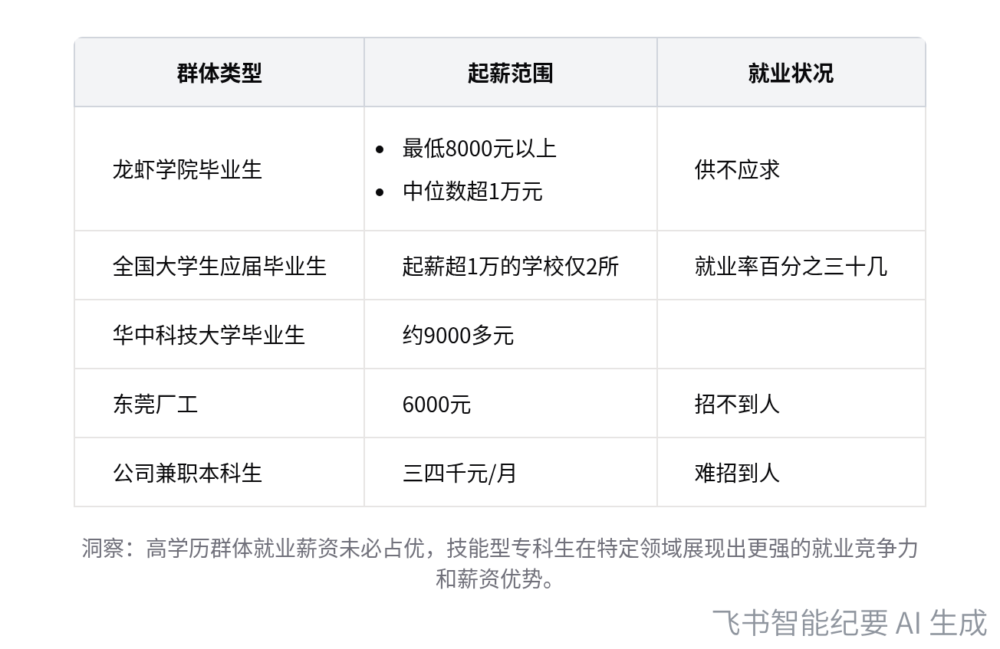 群体类型
起薪范围
就业状况
龙虾学院毕业生
最低8000元以上
中位数超1万元
供不应求
全国大学生应届毕业生
起薪超1万的学校仅2所
就业率百分之三十几
华中科技大学毕业生
约9000多元
东莞厂工
6000元
招不到人
公司兼职本科生
三四千元/月
难招到人
洞察：高学历群体就业薪资未必占优，技能型专科生在特定领域展现出更强的就业竞争力
和薪资优势。
飞书智能纪要 AI 生成